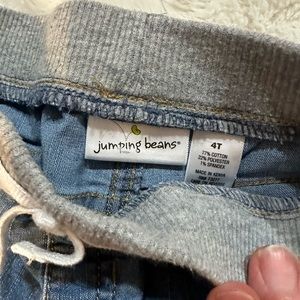 jumping beans®
4T
77% COTTON
22% POLYESTER
1% SPANDEX
MADE IN KENYA